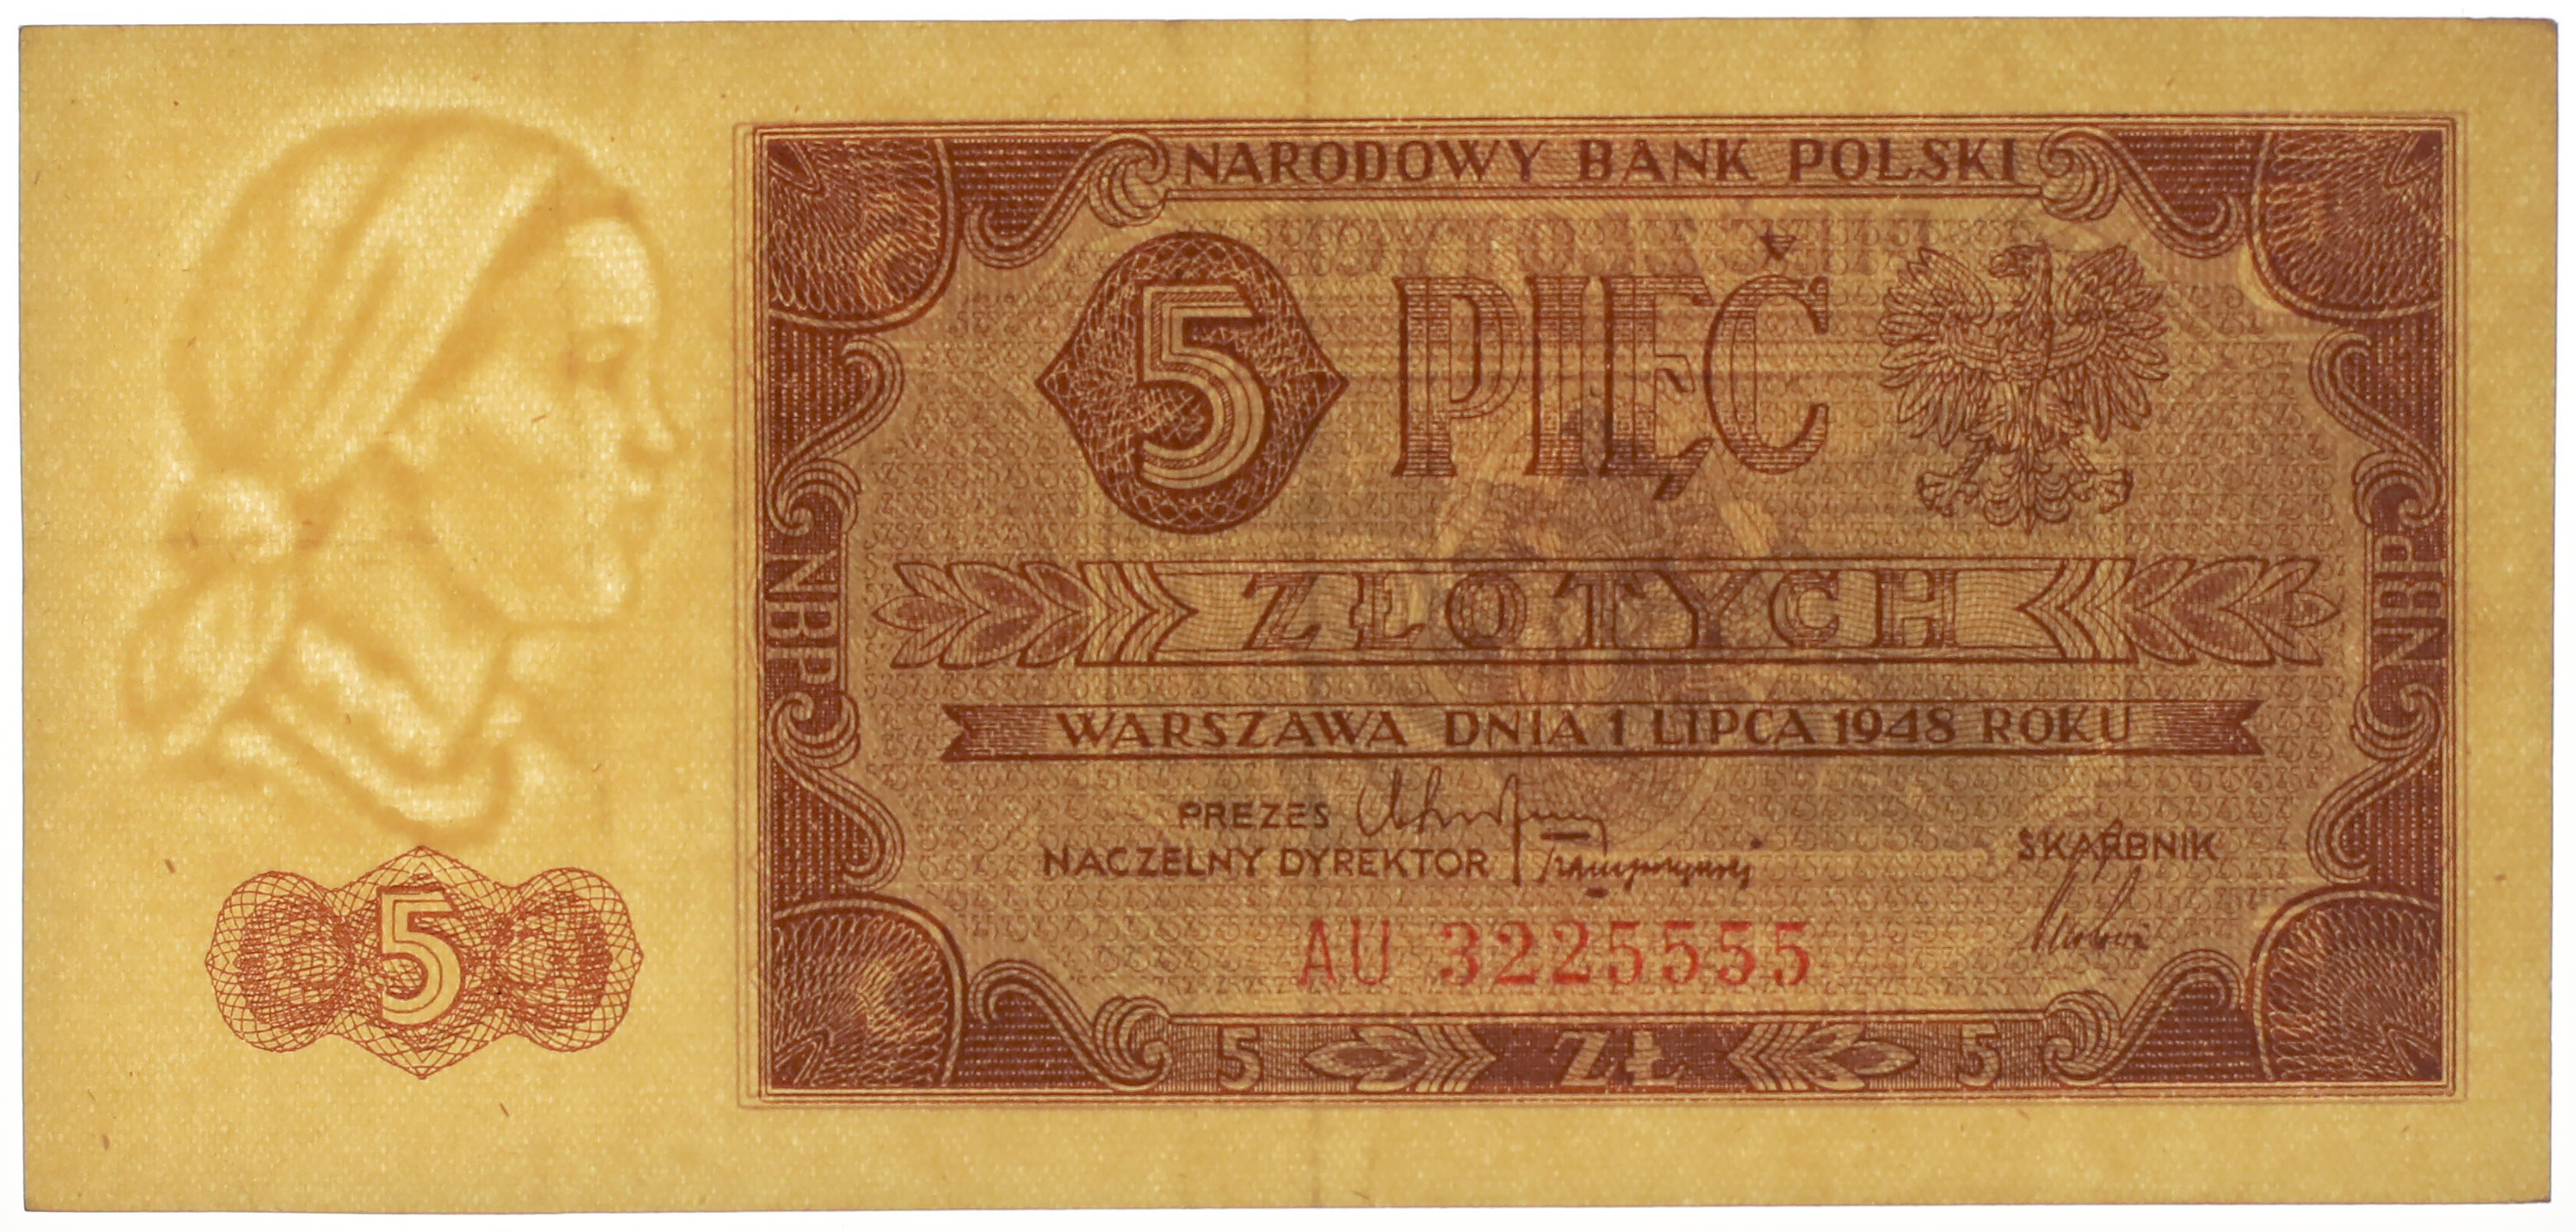 NARODOWY BANK POLSKI
5 PIĘĆ
ZŁOTYCH
NBP
NBP
WARSZAWA DNIA 1 LIPCA 1948 ROKU
PREZES
NACZELNY DYREKTOR
SKARBNIK
AU 3225555
5
5 ZŁ 5